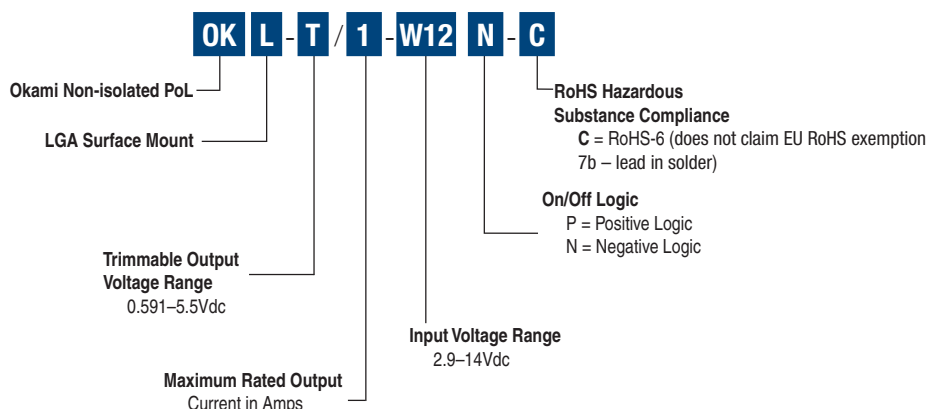 OK L - T / 1 - W12 N - C
Okami Non-isolated PoL
LGA Surface Mount
Trimmable Output
Voltage Range
0.591–5.5Vdc
Maximum Rated Output
Current in Amps
Input Voltage Range
2.9–14Vdc
On/Off Logic
P = Positive Logic
N = Negative Logic
RoHS Hazardous
Substance Compliance
C = RoHS-6 (does not claim EU RoHS exemption
7b – lead in solder)